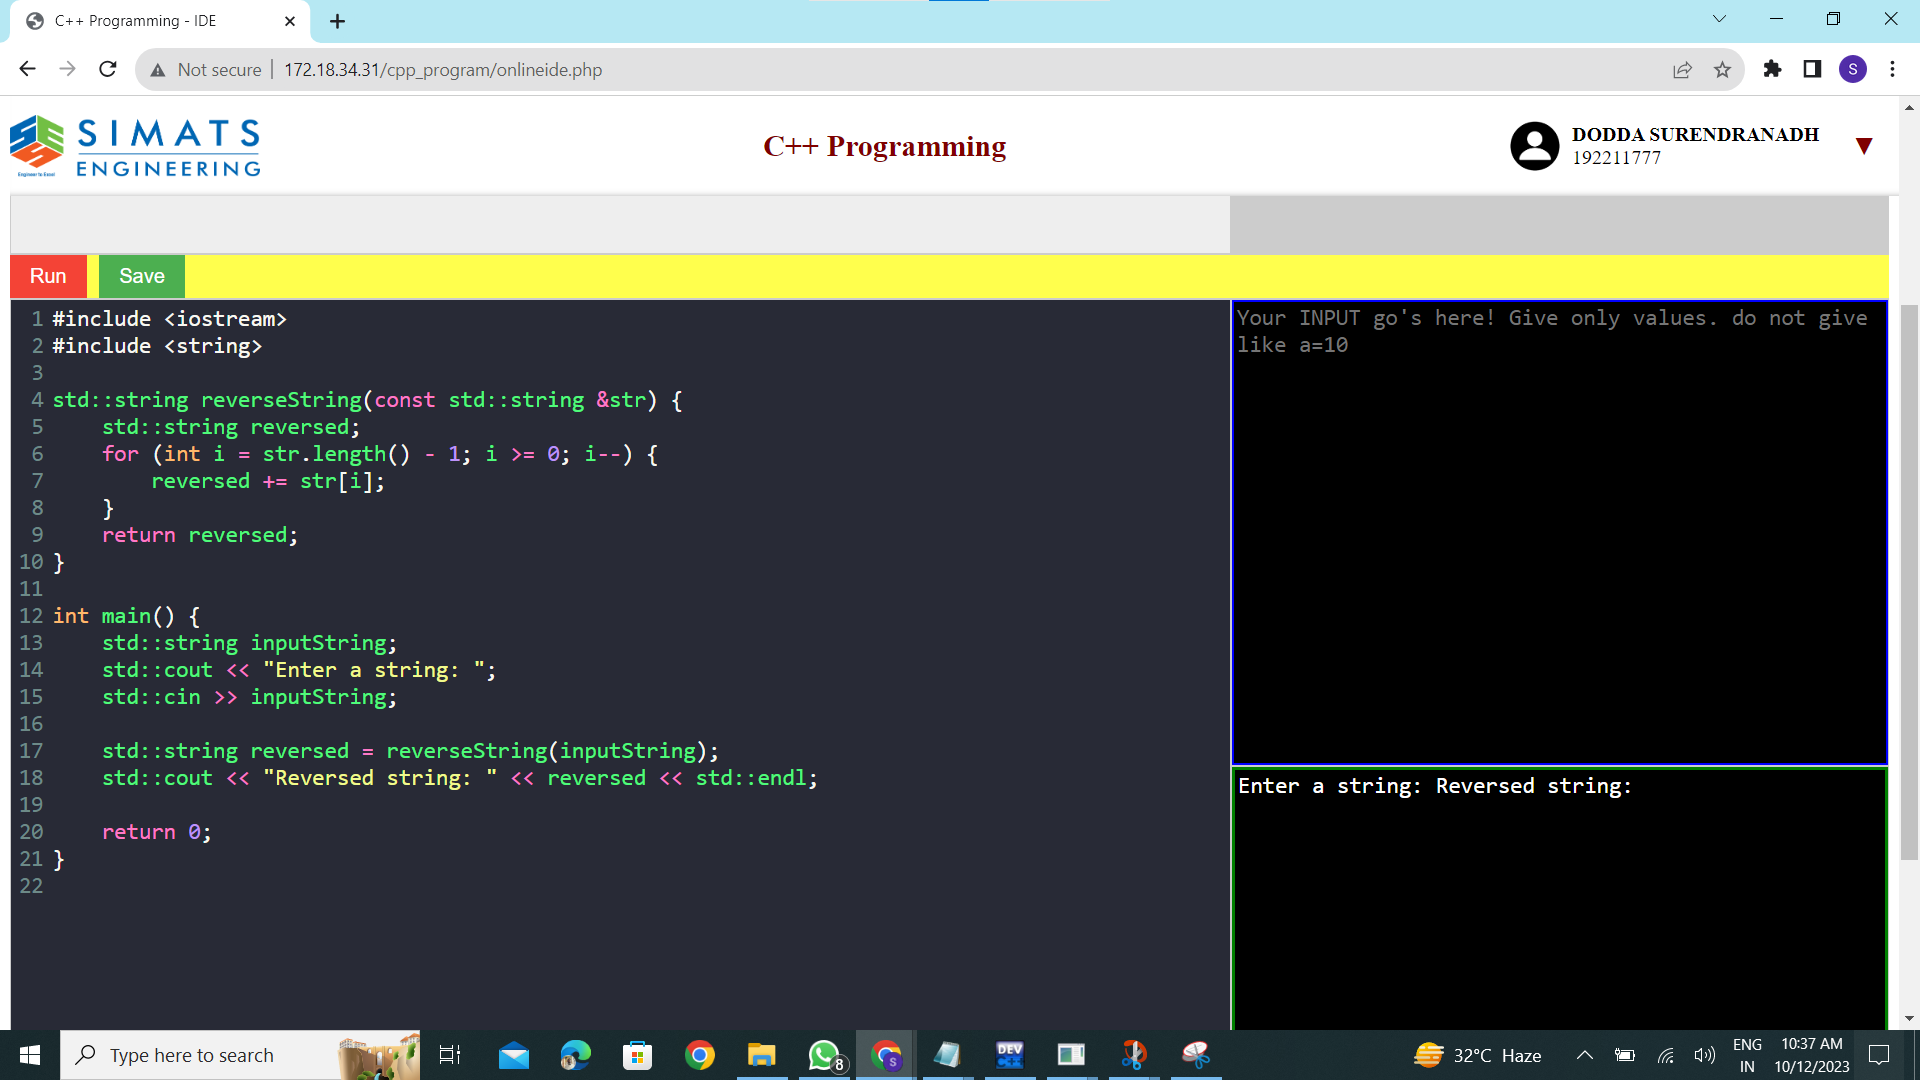 C++ Programming - IDE
Not secure
172.18.34.31/cpp_program/onlineide.php
S
SIMATS
ENGINEERING
Engineer to Excel
C++ Programming
DODDA SURENDRANADH
192211777
Run
Save
1 #include <iostream>
2 #include <string>
3
4 std::string reverseString(const std::string &str) {
5     std::string reversed;
6     for (int i = str.length() - 1; i >= 0; i--) {
7         reversed += str[i];
8     }
9     return reversed;
10 }
11
12 int main() {
13     std::string inputString;
14     std::cout << "Enter a string: ";
15     std::cin >> inputString;
16
17     std::string reversed = reverseString(inputString);
18     std::cout << "Reversed string: " << reversed << std::endl;
19
20     return 0;
21 }
22
Your INPUT go's here! Give only values. do not give
like a=10
Enter a string: Reversed string:
Type here to search
8
S
DEV
C++
32°C Haze
ENG
IN
10:37 AM
10/12/2023